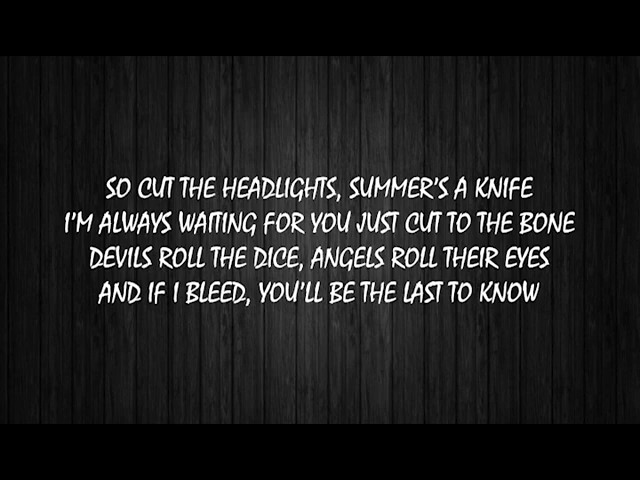 SO CUT THE HEADLIGHTS, SUMMER'S A KNIFE
I'M ALWAYS WAITING FOR YOU JUST CUT TO THE BONE
DEVILS ROLL THE DICE, ANGELS ROLL THEIR EYES
AND IF I BLEED, YOU'LL BE THE LAST TO KNOW